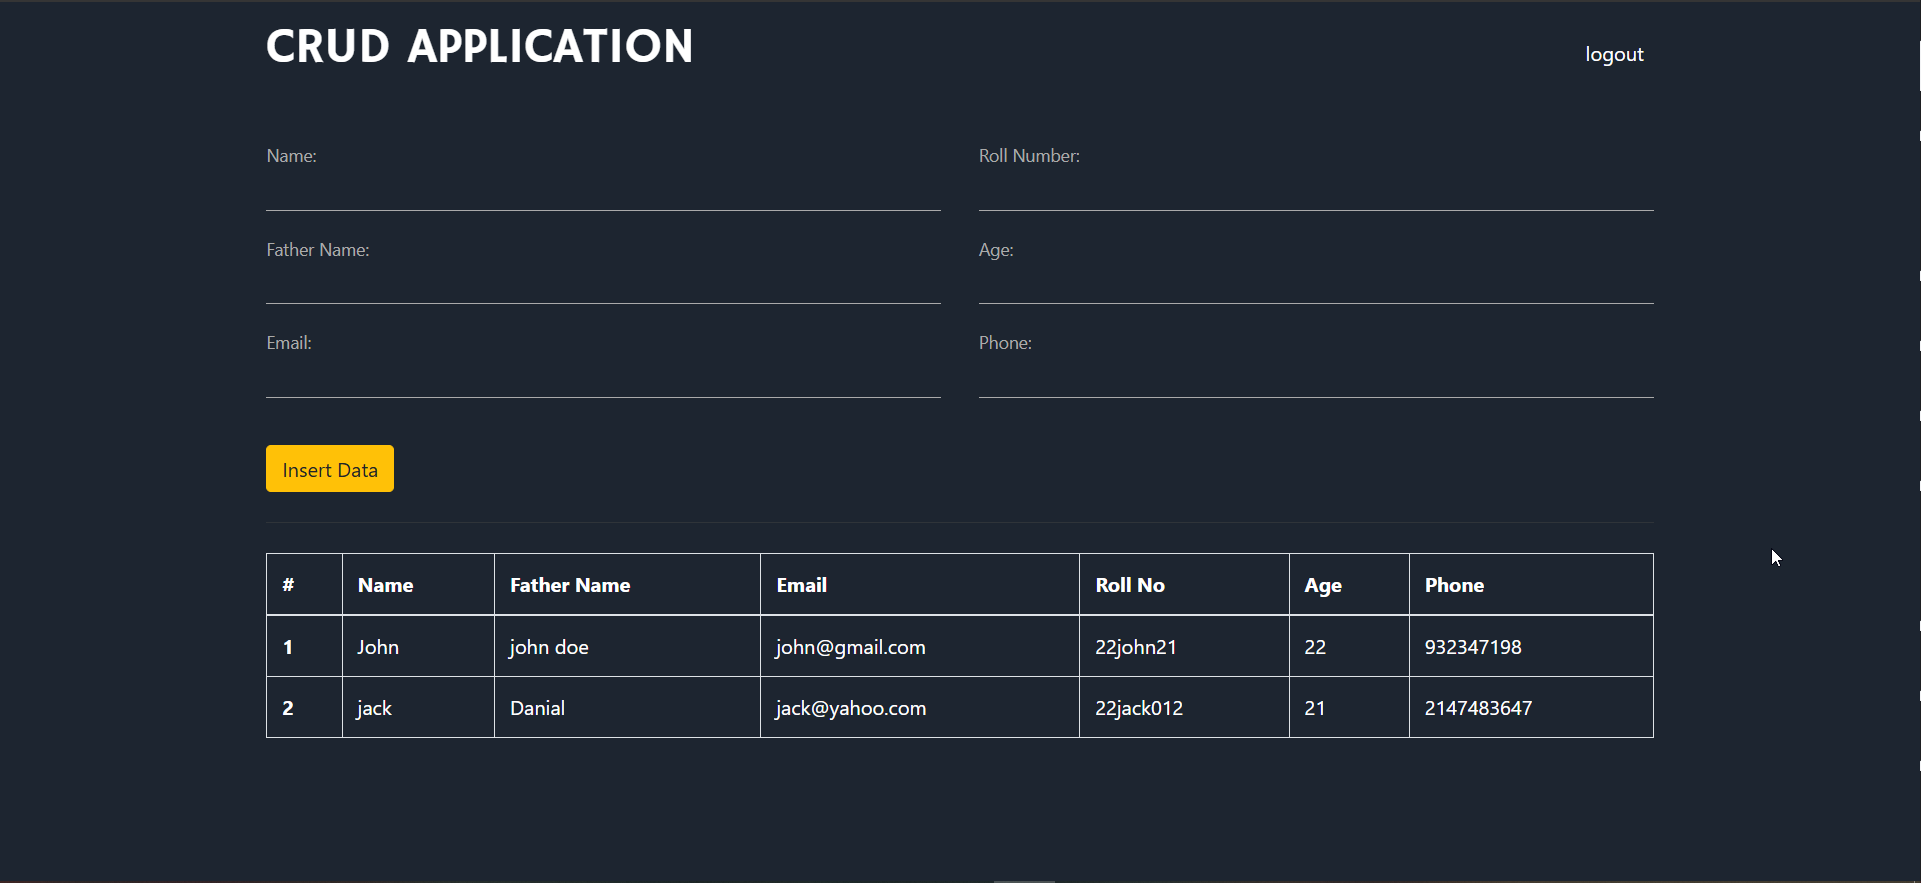 CRUD APPLICATION
logout
Name:
Roll Number:
Father Name:
Age:
Email:
Phone:
Insert Data
# Name Father Name Email Roll No Age Phone
1 John john doe john@gmail.com 22john21 22 932347198
2 jack Danial jack@yahoo.com 22jack012 21 2147483647